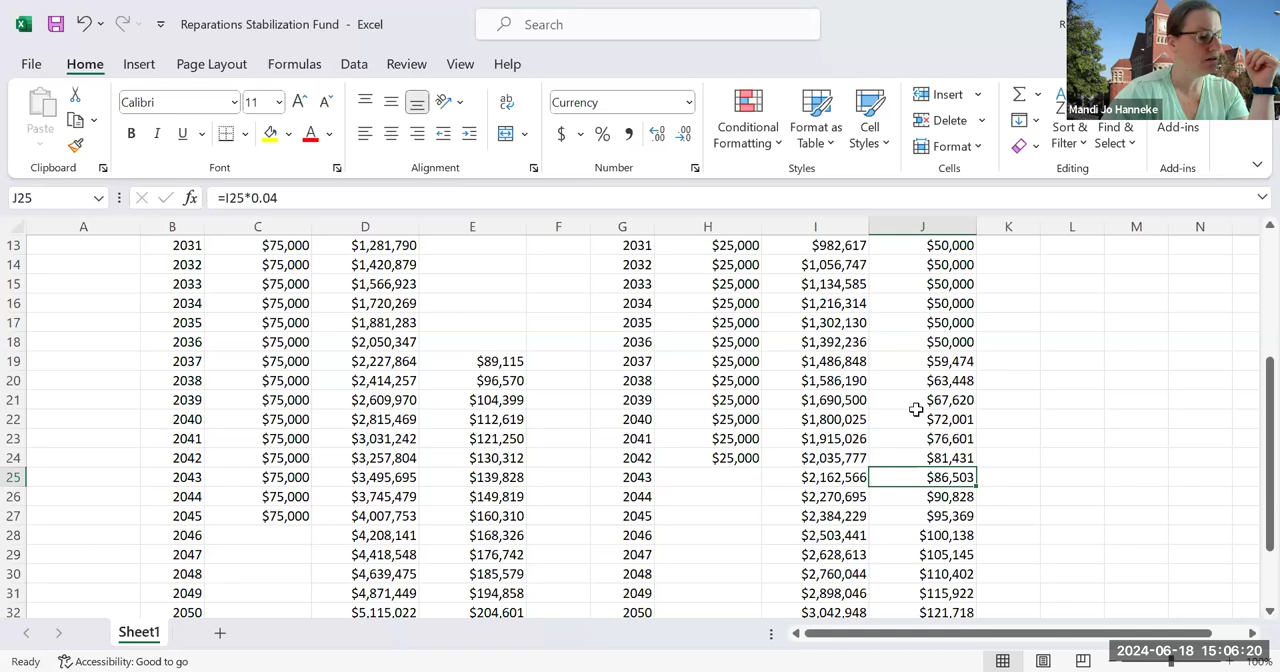 Reparations Stabilization Fund - Excel
Search
Mandi Jo Hanneke
File Home Insert Page Layout Formulas Data Review View Help
Paste
Calibri 11
B I U
Currency
$ % 9
Conditional Formatting
Format as Table
Cell Styles
Insert
Delete
Format
Sort & Filter
Find & Select
Add-ins
Clipboard Font Alignment Number Styles Cells Editing Add-ins
J25 fx =I25*0.04
A B C D E F G H I J K L M N
13 2031 $75,000 $1,281,790 2031 $25,000 $982,617 $50,000
14 2032 $75,000 $1,420,879 2032 $25,000 $1,056,747 $50,000
15 2033 $75,000 $1,566,923 2033 $25,000 $1,134,585 $50,000
16 2034 $75,000 $1,720,269 2034 $25,000 $1,216,314 $50,000
17 2035 $75,000 $1,881,283 2035 $25,000 $1,302,130 $50,000
18 2036 $75,000 $2,050,347 2036 $25,000 $1,392,236 $50,000
19 2037 $75,000 $2,227,864 $89,115 2037 $25,000 $1,486,848 $59,474
20 2038 $75,000 $2,414,257 $96,570 2038 $25,000 $1,586,190 $63,448
21 2039 $75,000 $2,609,970 $104,399 2039 $25,000 $1,690,500 $67,620
22 2040 $75,000 $2,815,469 $112,619 2040 $25,000 $1,800,025 $72,001
23 2041 $75,000 $3,031,242 $121,250 2041 $25,000 $1,915,026 $76,601
24 2042 $75,000 $3,257,804 $130,312 2042 $25,000 $2,035,777 $81,431
25 2043 $75,000 $3,495,695 $139,828 2043 $2,162,566 $86,503
26 2044 $75,000 $3,745,479 $149,819 2044 $2,270,695 $90,828
27 2045 $75,000 $4,007,753 $160,310 2045 $2,384,229 $95,369
28 2046 $4,208,141 $168,326 2046 $2,503,441 $100,138
29 2047 $4,418,548 $176,742 2047 $2,628,613 $105,145
30 2048 $4,639,475 $185,579 2048 $2,760,044 $110,402
31 2049 $4,871,449 $194,858 2049 $2,898,046 $115,922
32 2050 $5,115,022 $204,601 2050 $3,042,948 $121,718
Sheet1
Ready Accessibility: Good to go
2024-06-18 15:06:20
100%